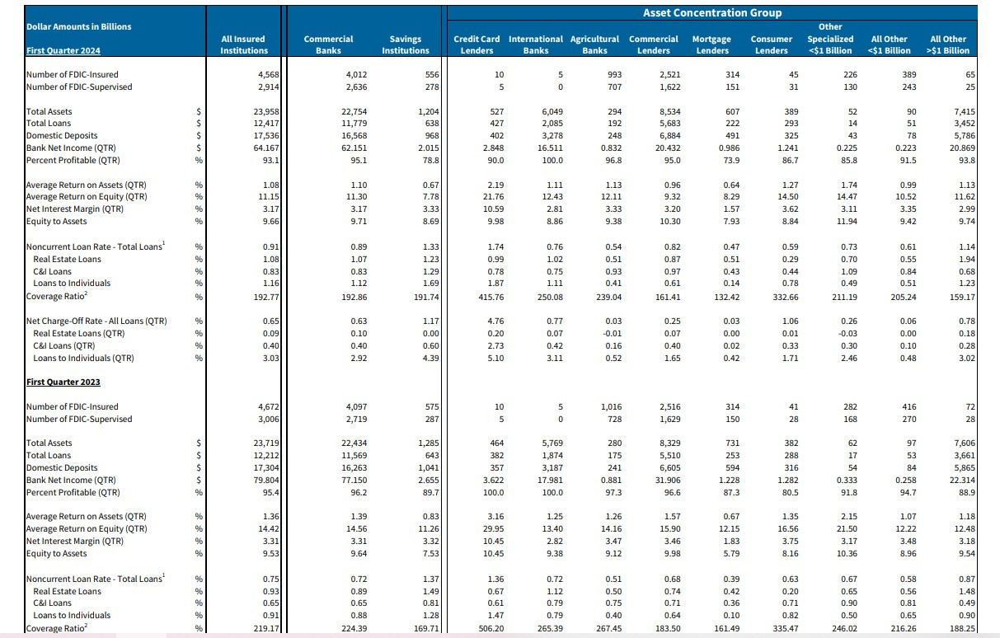 Asset Concentration Group
Dollar Amounts in Billions Other
All Insured Commercial Savings Credit Card International Agricultural Commercial Mortgage Consumer Specialized All Other All Other
First Quarter 2024 Institutions Banks Institutions Lenders Banks Banks Lenders Lenders Lenders <$1 Billion <$1 Billion >$1 Billion
Number of FDIC-Insured 4,568 4,012 556 10 5 993 2,521 314 45 226 389 65
Number of FDIC-Supervised 2,914 2,636 278 5 0 707 1,622 151 31 130 243 25
Total Assets $ 23,958 22,754 1,204 527 6,049 294 8,534 607 389 52 90 7,415
Total Loans $ 12,417 11,779 638 427 2,085 192 5,683 222 293 14 51 3,452
Domestic Deposits $ 17,536 16,568 968 402 3,278 248 6,884 491 325 43 78 5,786
Bank Net Income (QTR) $ 64.167 62.151 2.015 2.848 16.511 0.832 20.432 0.986 1.241 0.225 0.223 20.869
Percent Profitable (QTR) % 93.1 95.1 78.8 90.0 100.0 96.8 95.0 73.9 86.7 85.8 91.5 93.8
Average Return on Assets (QTR) % 1.08 1.10 0.67 2.19 1.11 1.13 0.96 0.64 1.27 1.74 0.99 1.13
Average Return on Equity (QTR) % 11.15 11.30 7.78 21.76 12.43 12.11 9.32 8.29 14.50 14.47 10.52 11.62
Net Interest Margin (QTR) % 3.17 3.17 3.33 10.59 2.81 3.33 3.20 1.57 3.62 3.11 3.35 2.99
Equity to Assets % 9.66 9.71 8.69 9.98 8.86 9.38 10.30 7.93 8.84 11.94 9.42 9.74
Noncurrent Loan Rate - Total Loans¹ % 0.91 0.89 1.33 1.74 0.76 0.54 0.82 0.47 0.59 0.73 0.61 1.14
Real Estate Loans % 1.08 1.07 1.23 0.99 1.02 0.51 0.87 0.51 0.29 0.70 0.55 1.94
C&I Loans % 0.83 0.83 1.29 0.78 0.75 0.93 0.97 0.43 0.44 1.09 0.84 0.68
Loans to Individuals % 1.16 1.12 1.69 1.87 1.11 0.41 0.61 0.14 0.78 0.49 0.51 1.23
Coverage Ratio² % 192.77 192.86 191.74 415.76 250.08 239.04 161.41 132.42 332.66 211.19 205.24 159.17
Net Charge-Off Rate - All Loans (QTR) % 0.65 0.63 1.17 4.76 0.77 0.03 0.25 0.03 1.06 0.26 0.06 0.78
Real Estate Loans (QTR) % 0.09 0.10 0.00 0.20 0.07 -0.01 0.07 0.00 0.01 -0.03 0.00 0.18
C&I Loans (QTR) % 0.40 0.40 0.60 2.73 0.42 0.16 0.40 0.02 0.33 0.30 0.10 0.28
Loans to Individuals (QTR) % 3.03 2.92 4.39 5.10 3.11 0.52 1.65 0.42 1.71 2.46 0.48 3.02
First Quarter 2023
Number of FDIC-Insured 4,672 4,097 575 10 5 1,016 2,516 314 41 282 416 72
Number of FDIC-Supervised 3,006 2,719 287 5 0 728 1,629 150 28 168 270 28
Total Assets $ 23,719 22,434 1,285 464 5,769 280 8,329 731 382 62 97 7,606
Total Loans $ 12,212 11,569 643 382 1,874 175 5,510 253 288 17 53 3,661
Domestic Deposits $ 17,304 16,263 1,041 357 3,187 241 6,605 594 316 54 84 5,865
Bank Net Income (QTR) $ 79.804 77.150 2.655 3.622 17.981 0.881 31.906 1.228 1.282 0.333 0.258 22.314
Percent Profitable (QTR) % 95.4 96.2 89.7 100.0 100.0 97.3 96.6 87.3 80.5 91.8 94.7 88.9
Average Return on Assets (QTR) % 1.36 1.39 0.83 3.16 1.25 1.26 1.57 0.67 1.35 2.15 1.07 1.18
Average Return on Equity (QTR) % 14.42 14.56 11.26 29.95 13.40 14.16 15.90 12.15 16.56 21.50 12.22 12.48
Net Interest Margin (QTR) % 3.31 3.31 3.32 10.45 2.82 3.47 3.46 1.83 3.75 3.17 3.48 3.18
Equity to Assets % 9.53 9.64 7.53 10.45 9.38 9.12 9.98 5.79 8.16 10.36 8.96 9.54
Noncurrent Loan Rate - Total Loans¹ % 0.75 0.72 1.37 1.36 0.72 0.51 0.68 0.39 0.63 0.67 0.58 0.87
Real Estate Loans % 0.93 0.89 1.49 0.67 1.12 0.50 0.74 0.42 0.20 0.65 0.56 1.48
C&I Loans % 0.65 0.65 0.81 0.61 0.79 0.75 0.71 0.36 0.71 0.90 0.81 0.49
Loans to Individuals % 0.91 0.88 1.28 1.47 0.79 0.40 0.64 0.10 0.82 0.50 0.65 0.90
Coverage Ratio² % 219.17 224.39 169.71 506.20 265.39 267.45 183.50 161.49 335.47 246.02 216.26 188.25